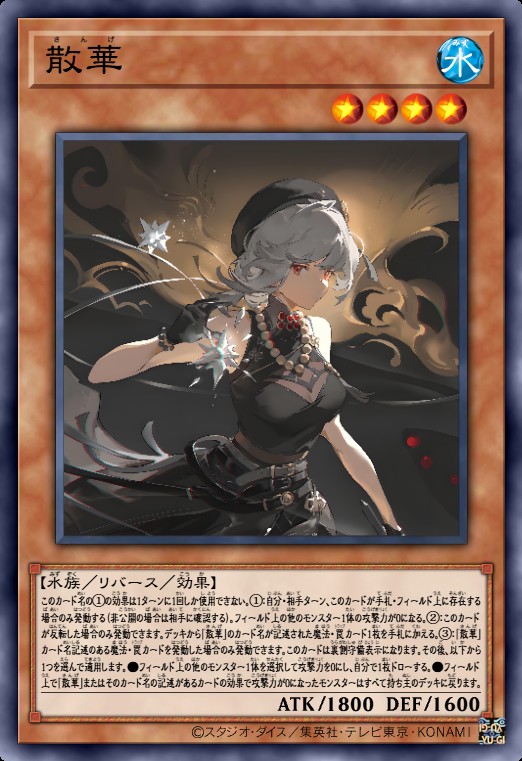 さんげ
散華
みず
水
みずぞく こうか
【水族／リバース／効果】
このカード名の①の効果は1ターンに1回しか使用できない。①:自分・相手ターン、このカードが手札・フィールド上に存在する
場合のみ発動する(非公開の場合は相手に確認する)。フィールド上のモンスター1体の攻撃力が0になる。②:このカード
が反転した場合のみ発動できます。デッキから「散華」のカード名が記述された魔法・罠カード1枚を手札に加える。③:「散華」
カード名記述のある魔法・罠カードを発動した場合のみ発動できます。このカードは裏側守備表示になります。その後、以下から
1つを選んで適用します。●フィールド上の他のモンスター1体を選択して攻撃力を0にし、自分で1枚ドローする。●フィールド
上で「散華」またはそのカード名の記述があるカードの効果で攻撃力が0になったモンスターはすべて持ち主のデッキに戻ります。
ATK/1800 DEF/1600
©スタジオ・ダイス／集英社・テレビ東京・KONAMI